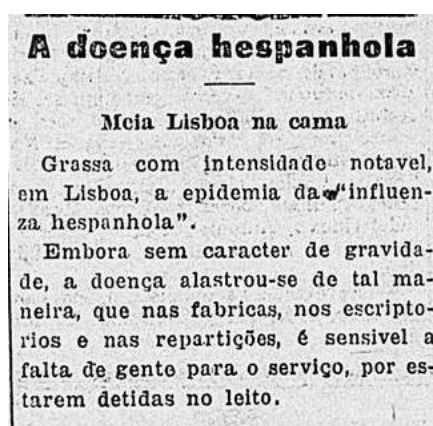 A doença hespanhola
Meia Lisboa na cama
Grassa com intensidade notavel,
em Lisboa, a epidemia da "influen-
za hespanhola".
Embora sem caracter de gravida-
de, a doença alastrou-se de tal ma-
neira, que nas fabricas, nos escripto-
rios e nas repartições, é sensivel a
falta de gente para o serviço, por es-
tarem detidas no leito.